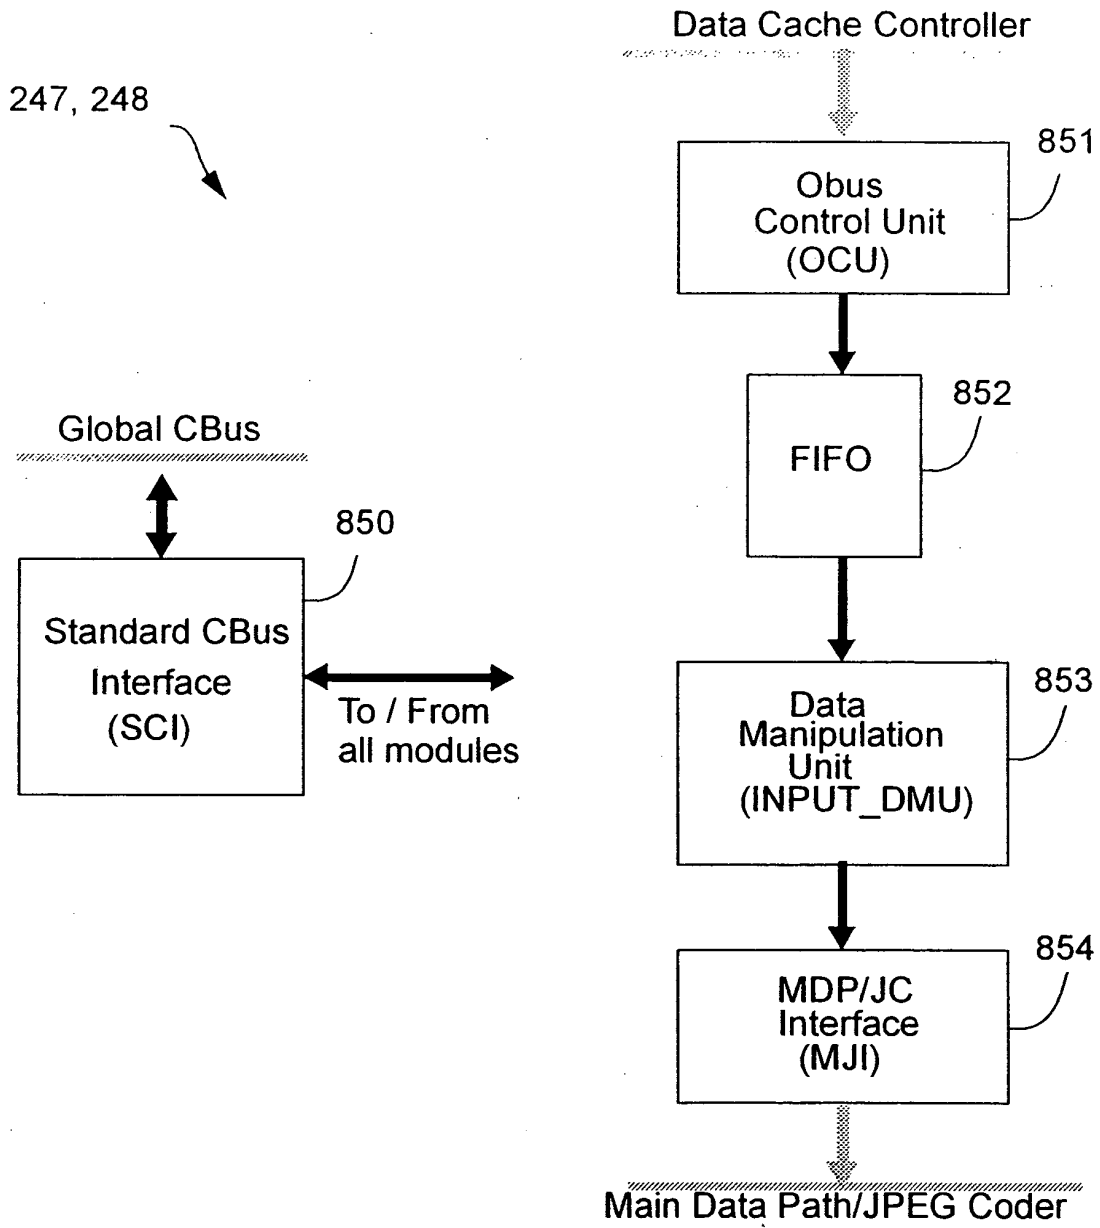 Data Cache Controller
247, 248
851
Obus
Control Unit
(OCU)
852
FIFO
Global CBus
850
Standard CBus
Interface
(SCI)
To / From
all modules
853
Data
Manipulation
Unit
(INPUT_DMU)
854
MDP/JC
Interface
(MJI)
Main Data Path/JPEG Coder